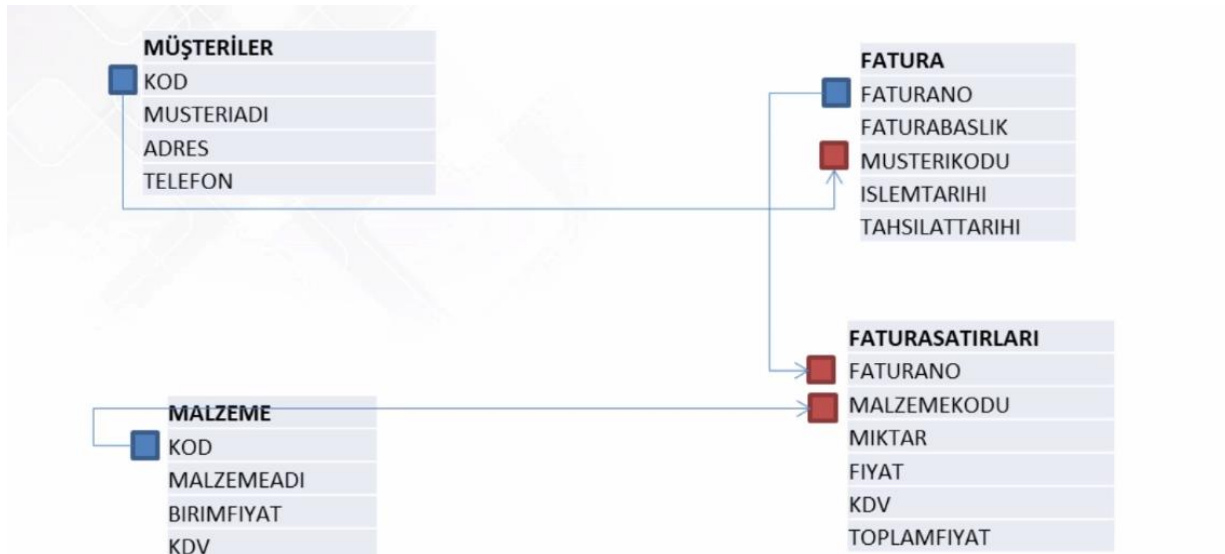 MÜŞTERİLER
KOD
MUSTERIADI
ADRES
TELEFON
FATURA
FATURANO
FATURABASLIK
MUSTERIKODU
ISLEMTARIHI
TAHSILATTARIHI
MALZEME
KOD
MALZEMEADI
BIRIMFIYAT
KDV
FATURASATIRLARI
FATURANO
MALZEMEKODU
MIKTAR
FIYAT
KDV
TOPLAMFIYAT